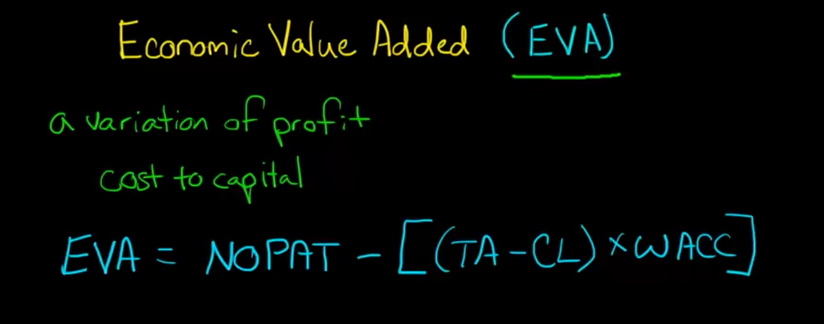 Economic Value Added (EVA)
a variation of profit
cost to capital
EVA = NOPAT - [(TA-CL) × WACC]